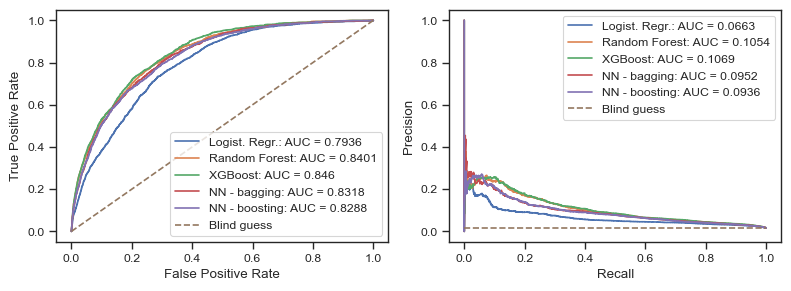 True Positive Rate
1.0
0.8
0.6
0.4
0.2
0.0
Logist. Regr.: AUC = 0.7936
Random Forest: AUC = 0.8401
XGBoost: AUC = 0.846
NN - bagging: AUC = 0.8318
NN - boosting: AUC = 0.8288
Blind guess
0.0 0.2 0.4 0.6 0.8 1.0
False Positive Rate
Precision
1.0
0.8
0.6
0.4
0.2
0.0
Logist. Regr.: AUC = 0.0663
Random Forest: AUC = 0.1054
XGBoost: AUC = 0.1069
NN - bagging: AUC = 0.0952
NN - boosting: AUC = 0.0936
Blind guess
0.0 0.2 0.4 0.6 0.8 1.0
Recall